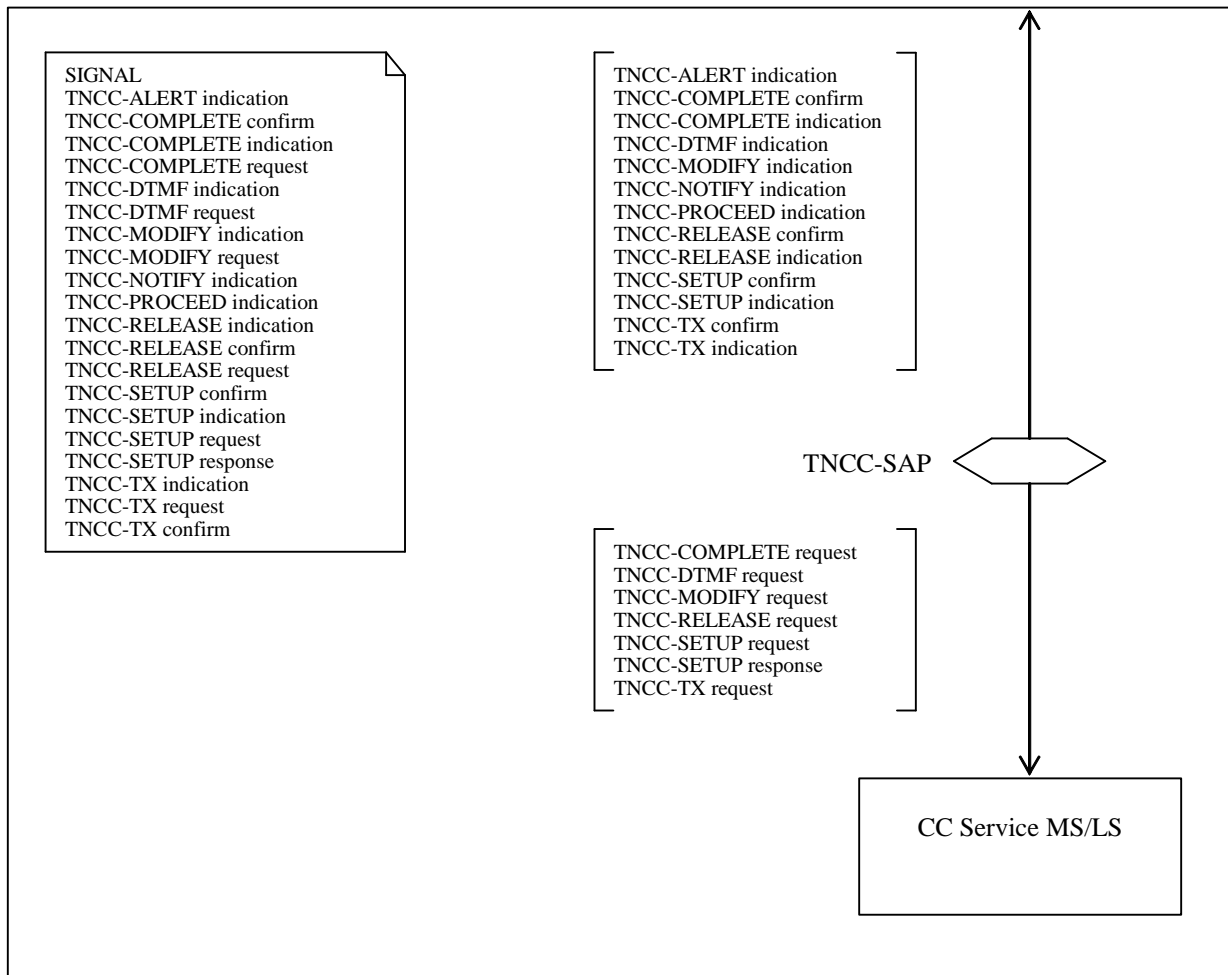 SIGNAL
TNCC-ALERT indication
TNCC-COMPLETE confirm
TNCC-COMPLETE indication
TNCC-COMPLETE request
TNCC-DTMF indication
TNCC-DTMF request
TNCC-MODIFY indication
TNCC-MODIFY request
TNCC-NOTIFY indication
TNCC-PROCEED indication
TNCC-RELEASE indication
TNCC-RELEASE confirm
TNCC-RELEASE request
TNCC-SETUP confirm
TNCC-SETUP indication
TNCC-SETUP request
TNCC-SETUP response
TNCC-TX indication
TNCC-TX request
TNCC-TX confirm
TNCC-ALERT indication
TNCC-COMPLETE confirm
TNCC-COMPLETE indication
TNCC-DTMF indication
TNCC-MODIFY indication
TNCC-NOTIFY indication
TNCC-PROCEED indication
TNCC-RELEASE confirm
TNCC-RELEASE indication
TNCC-SETUP confirm
TNCC-SETUP indication
TNCC-TX confirm
TNCC-TX indication
TNCC-SAP
TNCC-COMPLETE request
TNCC-DTMF request
TNCC-MODIFY request
TNCC-RELEASE request
TNCC-SETUP request
TNCC-SETUP response
TNCC-TX request
CC Service MS/LS